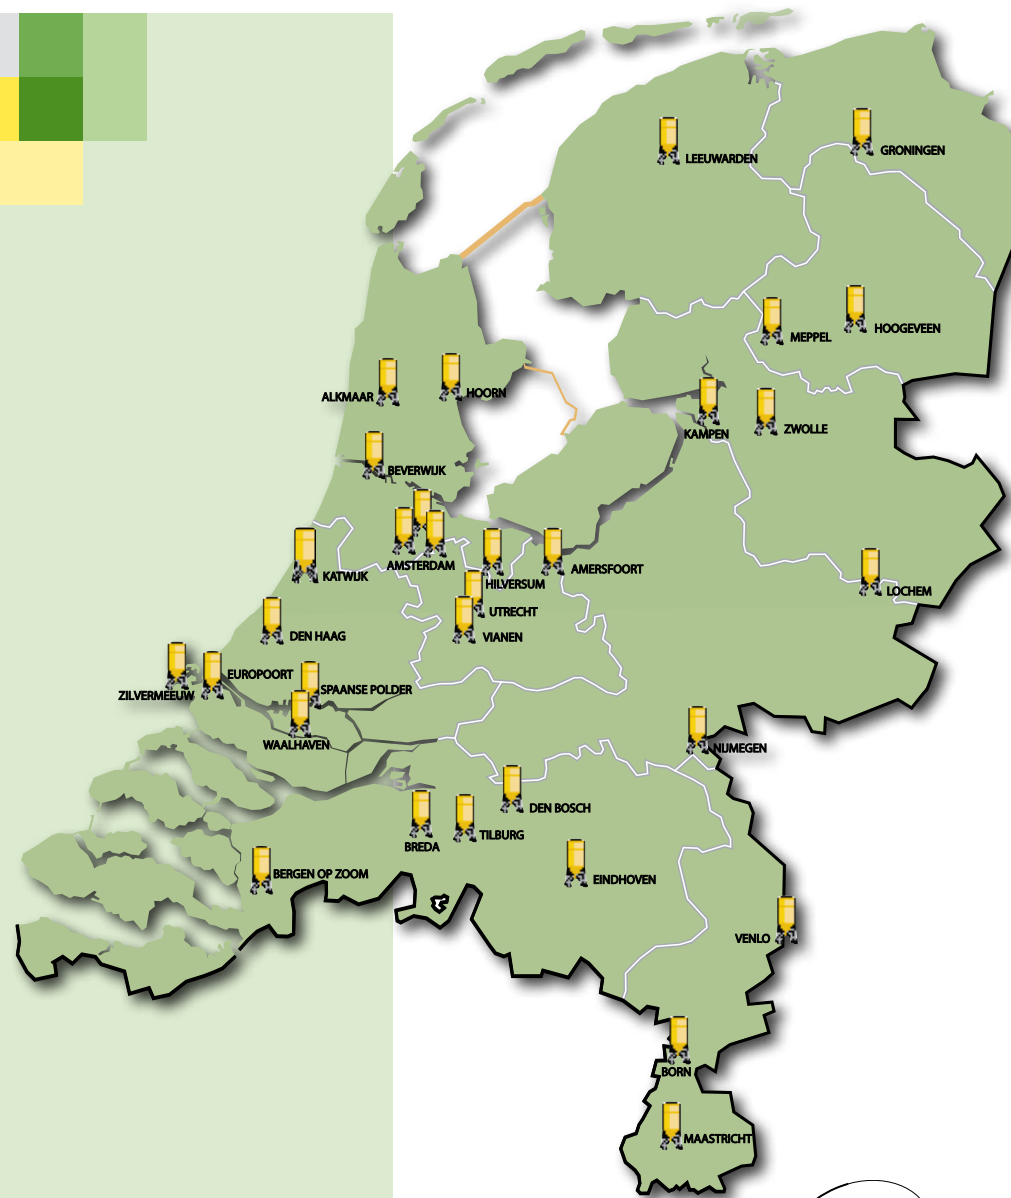 LEEUWARDEN
GRONINGEN
HOOGEVEEN
MEPPEL
ALKMAAR
HOORN
KAMPEN
ZWOLLE
BEVERWIJK
AMSTERDAM
AMERSFOORT
KATWIJK
HILVERSUM
LOCHEM
UTRECHT
DEN HAAG
VIANEN
EUROPOORT
SPAANSE POLDER
ZILVERMEEUW
WAALHAVEN
NIJMEGEN
DEN BOSCH
TILBURG
BREDA
BERGEN OP ZOOM
EINDHOVEN
VENLO
BORN
MAASTRICHT